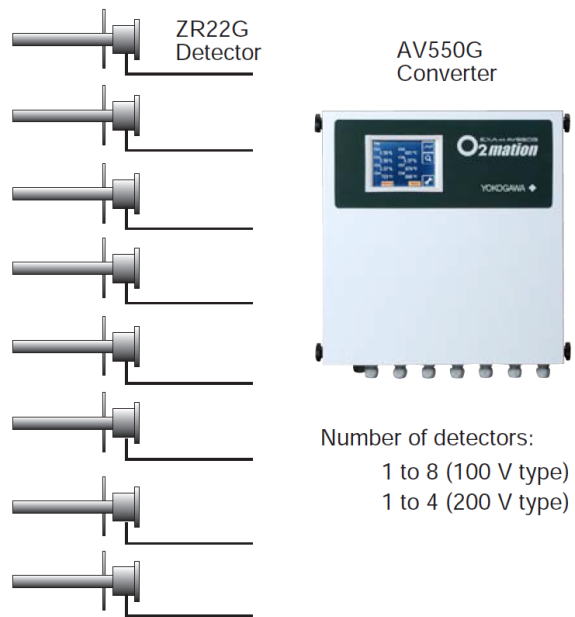 ZR22G
Detector
AV550G
Converter
O2mation
YOKOGAWA
Number of detectors:
1 to 8 (100 V type)
1 to 4 (200 V type)